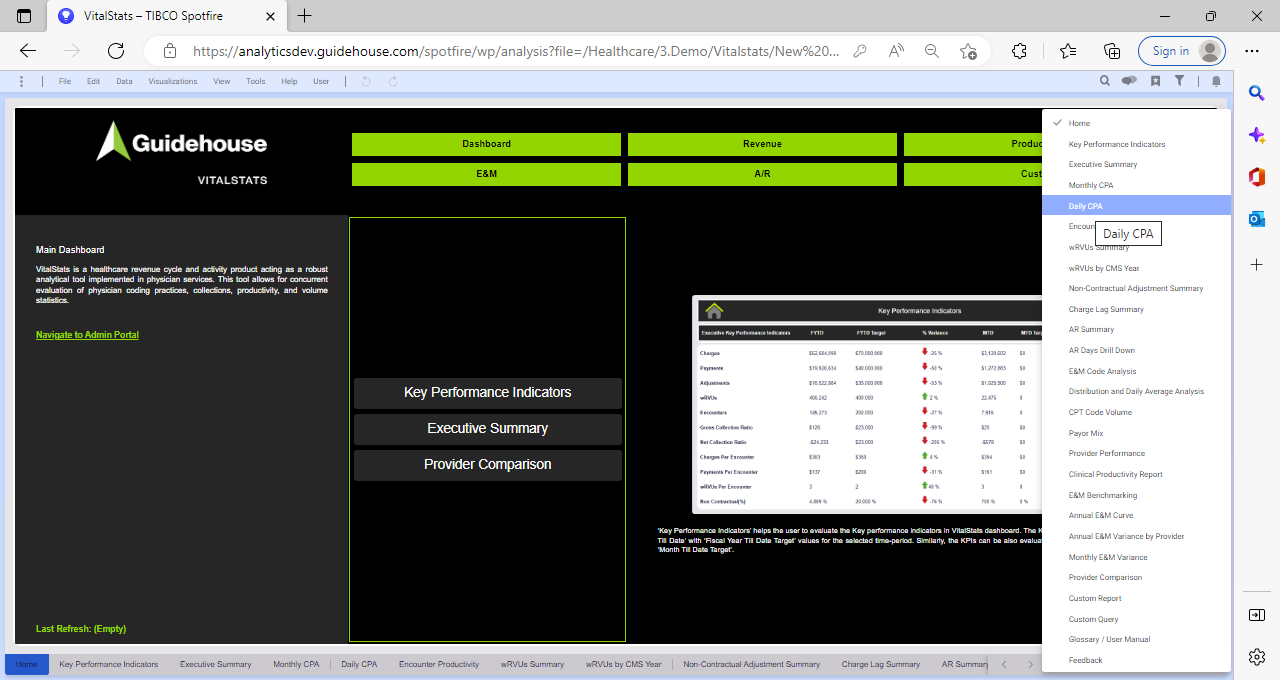 VitalStats – TIBCO Spotfire
https://analyticsdev.guidehouse.com/spotfire/wp/analysis?file=/Healthcare/3.Demo/Vitalstats/New%20...
Sign in
File Edit Data Visualizations View Tools Help User
Guidehouse
VITALSTATS
Dashboard Revenue
E&M A/R
Main Dashboard
VitalStats is a healthcare revenue cycle and activity product acting as a robust
analytical tool implemented in physician services. This tool allows for concurrent
evaluation of physician coding practices, collections, productivity, and volume
statistics.
Navigate to Admin Portal
Last Refresh: (Empty)
Key Performance Indicators
Executive Summary
Provider Comparison
Key Performance Indicators
Executive Key Performance Indicators FYTD FYTD Target % Variance MTD
Charges $52,684,099 $70,000,000 -25 % $3,128,602 $0
Payments $19,920,634 $40,000,000 -50 % $1,272,883 $0
Adjustments $16,522,884 $35,000,000 -53 % $1,025,500 $0
wRVUs 406,242 400,000 2 % 22,475 0
Encounters 145,273 200,000 -27 % 7,916 0
Gross Collection Ratio $126 $23,000 -99 % $25 $0
Net Collection Ratio -$24,233 $23,000 -205 % -$578 $0
Charges Per Encounter $363 $350 4 % $394 $0
Payments Per Encounter $137 $200 -31 % $161 $0
wRVUs Per Encounter 3 2 40 % 3 0
Non Contractual(%) 4,889 % 20,000 % -76 % 700 % 0 %
'Key Performance Indicators' helps the user to evaluate the Key performance indicators in VitalStats dashboard. The
Till Date' with 'Fiscal Year Till Date Target' values for the selected time-period. Similarly, the KPIs can be also
'Month Till Date Target'.
Home
Key Performance Indicators
Executive Summary
Monthly CPA
Daily CPA
Daily CPA
wRVUs Summary
wRVUs by CMS Year
Non-Contractual Adjustment Summary
Charge Lag Summary
AR Summary
AR Days Drill Down
E&M Code Analysis
Distribution and Daily Average Analysis
CPT Code Volume
Payor Mix
Provider Performance
Clinical Productivity Report
E&M Benchmarking
Annual E&M Curve
Annual E&M Variance by Provider
Monthly E&M Variance
Provider Comparison
Custom Report
Custom Query
Glossary / User Manual
Feedback
Home Key Performance Indicators Executive Summary Monthly CPA Daily CPA Encounter Productivity wRVUs Summary wRVUs by CMS Year Non-Contractual Adjustment Summary Charge Lag Summary AR Summary